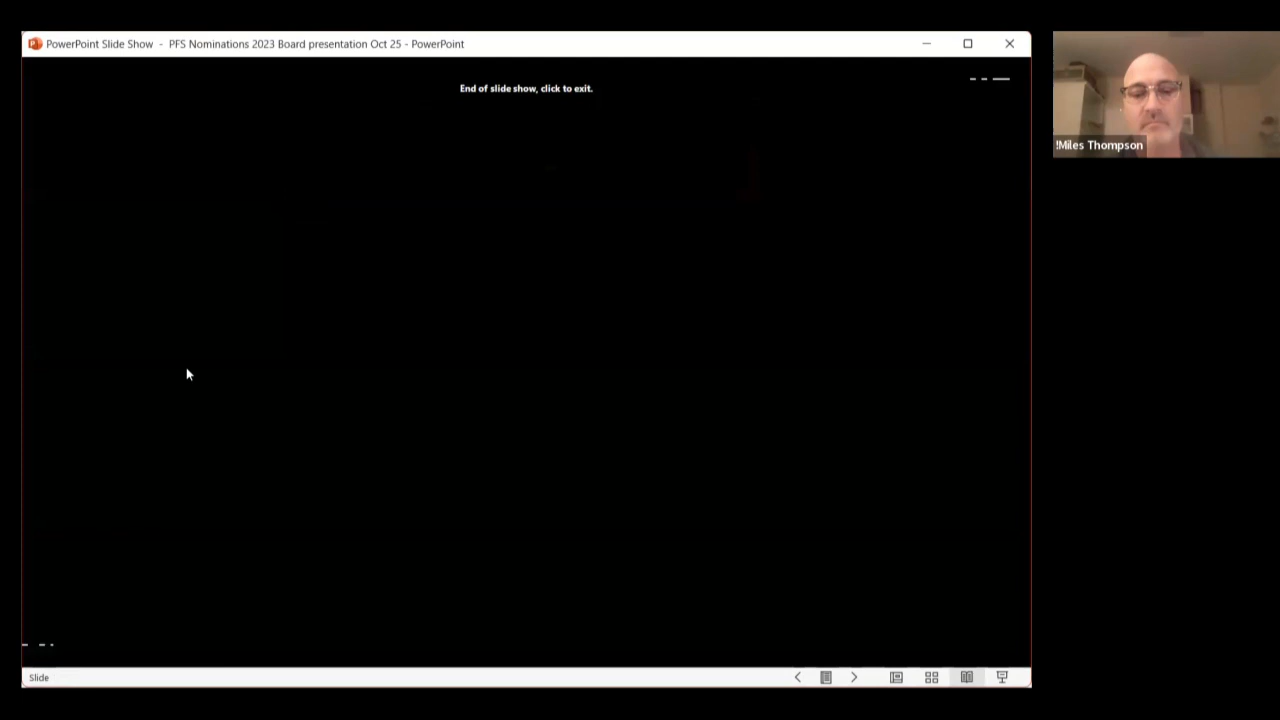 PowerPoint Slide Show - PFS Nominations 2023 Board presentation Oct 25 - PowerPoint
End of slide show, click to exit.
!Miles Thompson
Slide